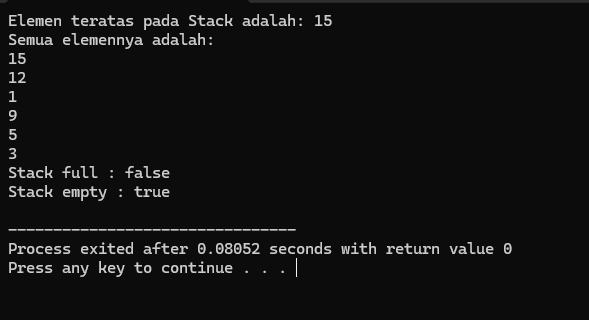 Elemen teratas pada Stack adalah: 15
Semua elemennya adalah:
15
12
1
9
5
3
Stack full : false
Stack empty : true
--------------------------------
Process exited after 0.08052 seconds with return value 0
Press any key to continue . . .